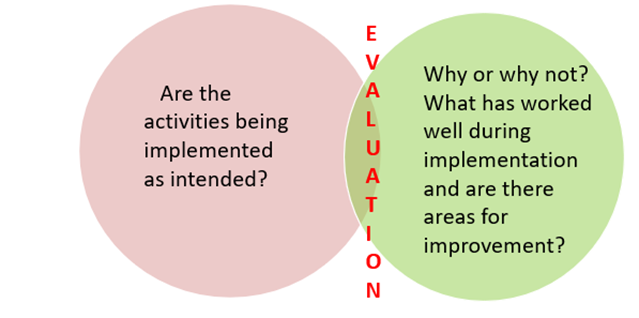 Are the
activities being
implemented
as intended?
E
V
A
L
U
A
T
I
O
N
Why or why not?
What has worked
well during
implementation
and are there
areas for
improvement?